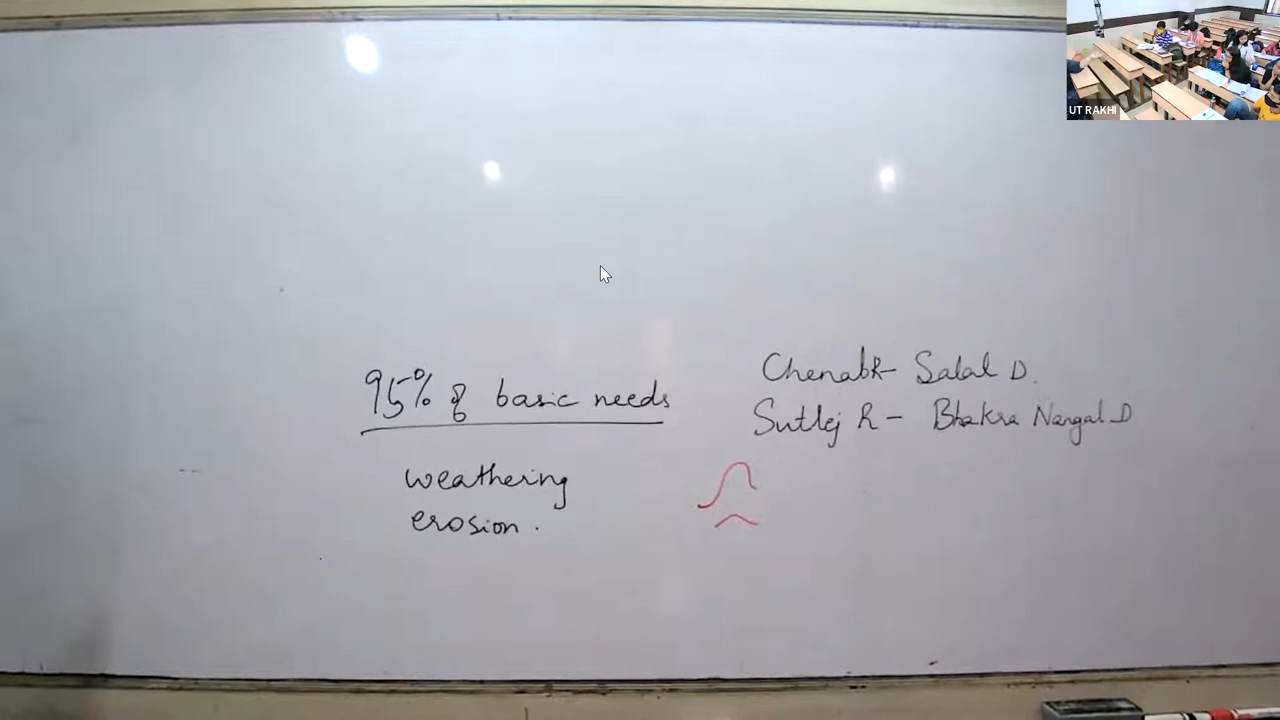 UT RAKHI
95% of basic needs
weathering
erosion.
Chenab R- Salal D.
Sutlej R- Bhakra Nangal D